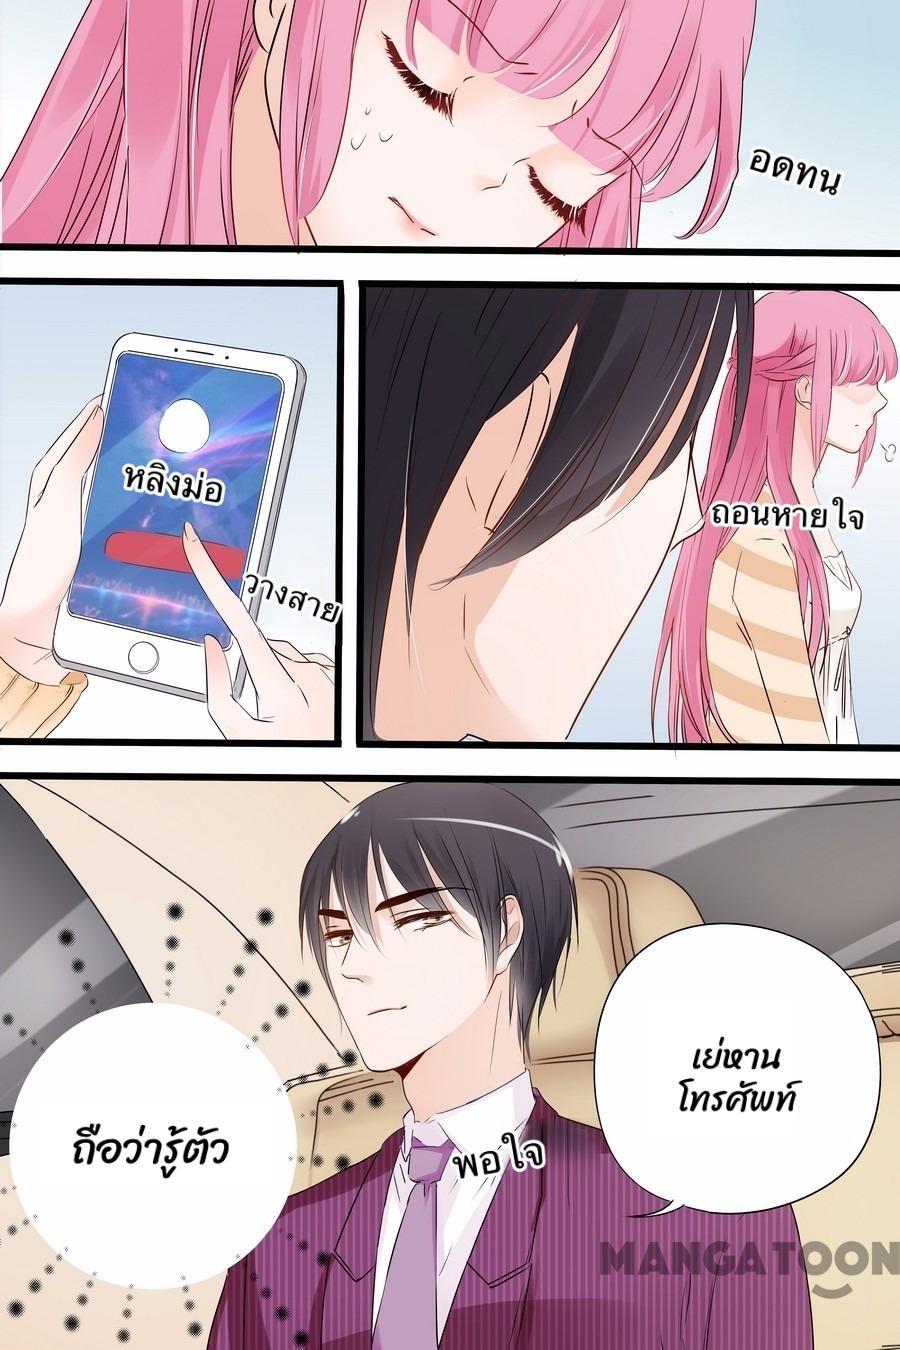 อดทน
หลิงม่อ
วางสาย
ถอนหายใจ
เย่หาน
โทรศัพท์
ถือว่ารู้ตัว
พอใจ
MANGATOON